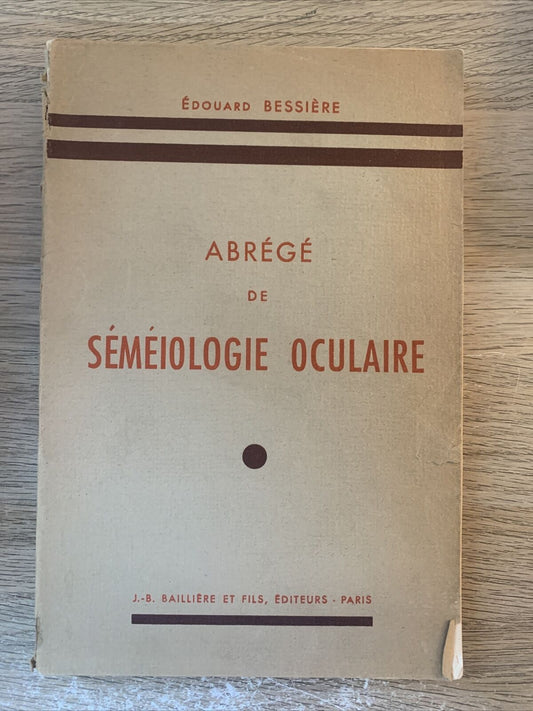 ÉDOUARD BESSIÈRE
ABRÉGÉ
DE
SÉMÉIOLOGIE OCULAIRE
J.-B. BAILLIÈRE ET FILS, ÉDITEURS - PARIS